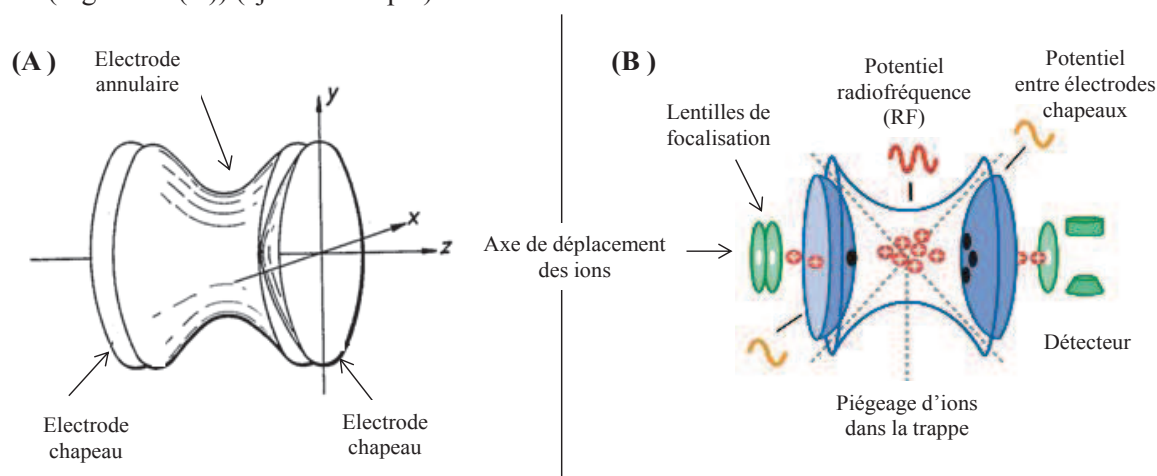 (A )
Electrode
annulaire
y
x
z
Electrode
chapeau
Electrode
chapeau
(B )
Potentiel
radiofréquence
(RF)
Potentiel
entre électrodes
chapeaux
Lentilles de
focalisation
Axe de déplacement
des ions
Détecteur
Piégeage d’ions
dans la trappe